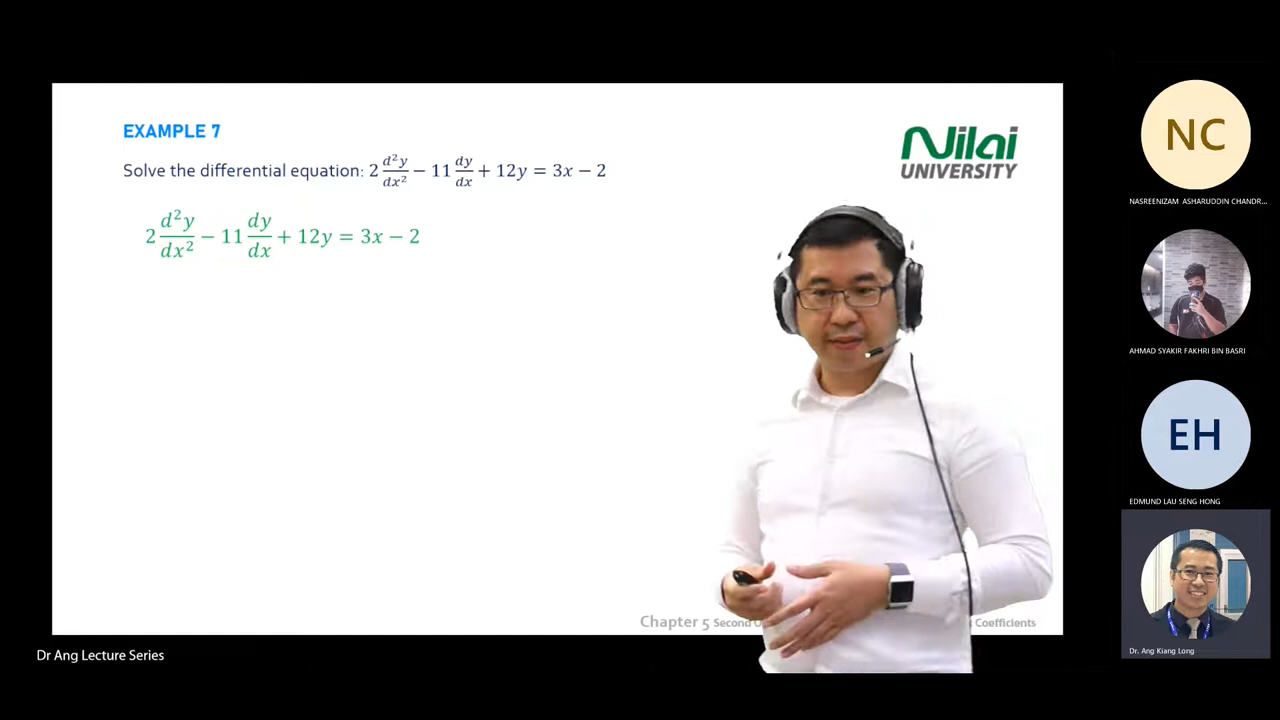 EXAMPLE 7
Solve the differential equation: 2 d²y/dx² − 11 dy/dx + 12y = 3x − 2
2 d²y/dx² − 11 dy/dx + 12y = 3x − 2
Nilai
UNIVERSITY
Chapter 5 Second Coefficients
Dr Ang Lecture Series
NC
NASREENIZAM ASHARUDDIN CHANDR...
AHMAD SYAKIR FAKHRI BIN BASRI
EH
EDMUND LAU SENG HONG
Dr. Ang Kiang Long